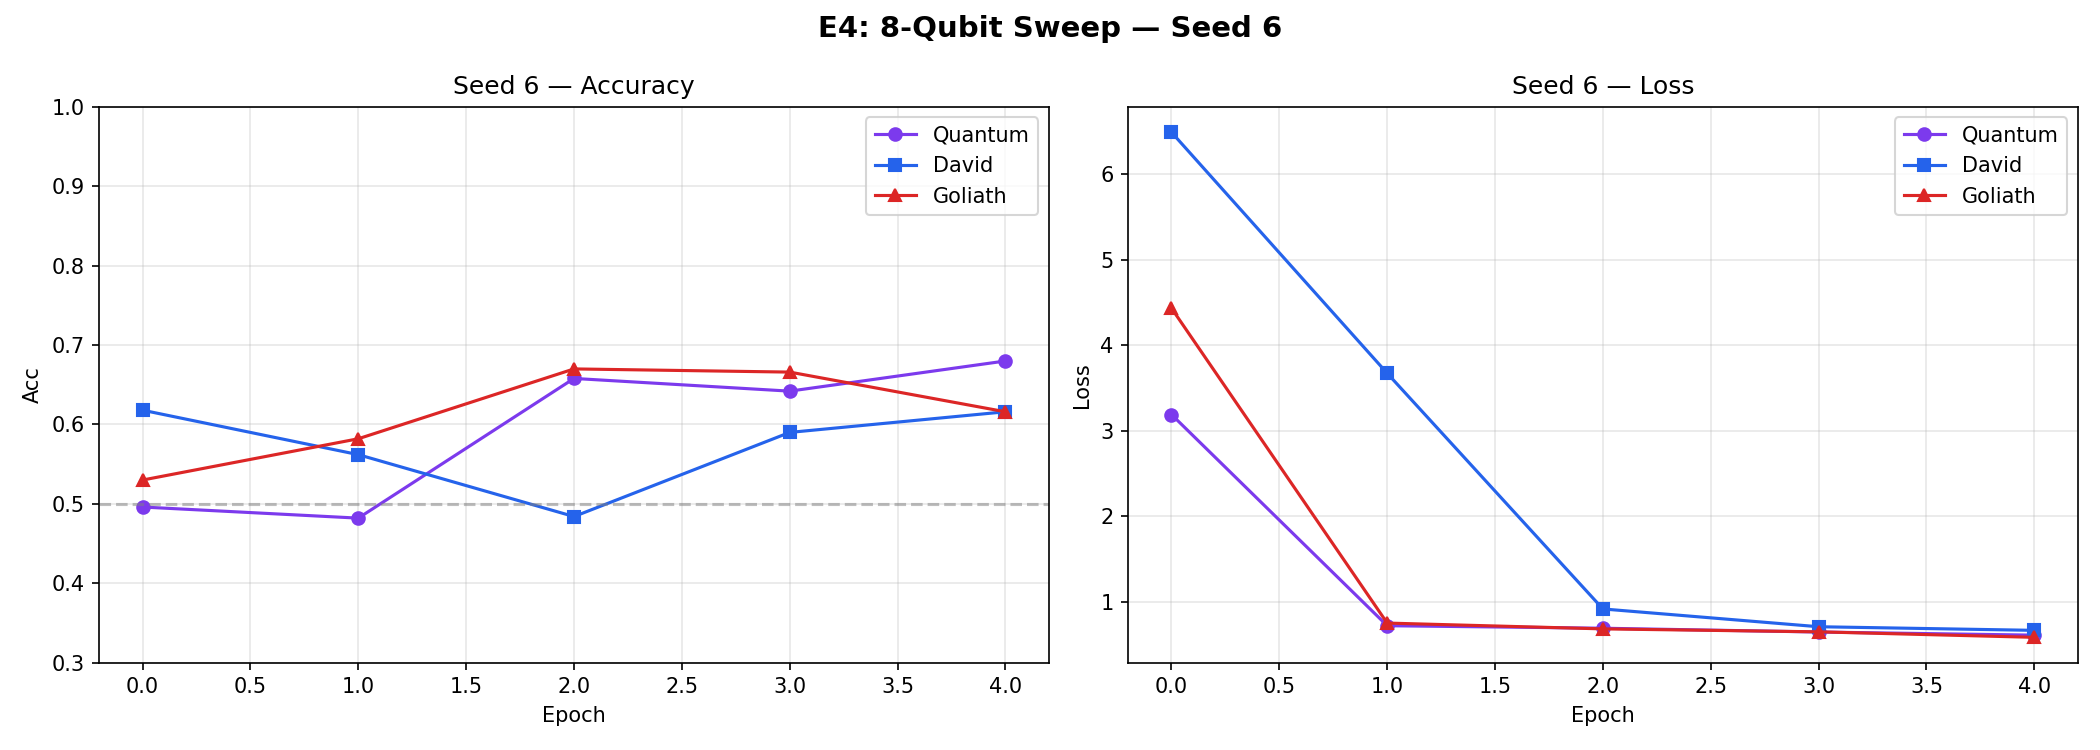 E4: 8-Qubit Sweep — Seed 6
Seed 6 — Accuracy
Acc
1.0
0.9
0.8
0.7
0.6
0.5
0.4
0.3
Quantum
David
Goliath
0.0 0.5 1.0 1.5 2.0 2.5 3.0 3.5 4.0
Epoch
Seed 6 — Loss
Loss
6
5
4
3
2
1
Quantum
David
Goliath
0.0 0.5 1.0 1.5 2.0 2.5 3.0 3.5 4.0
Epoch